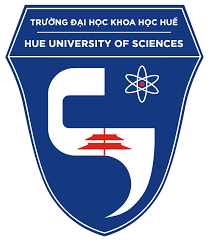 TRƯỜNG ĐẠI HỌC KHOA HỌC HUẾ
HUE UNIVERSITY OF SCIENCES